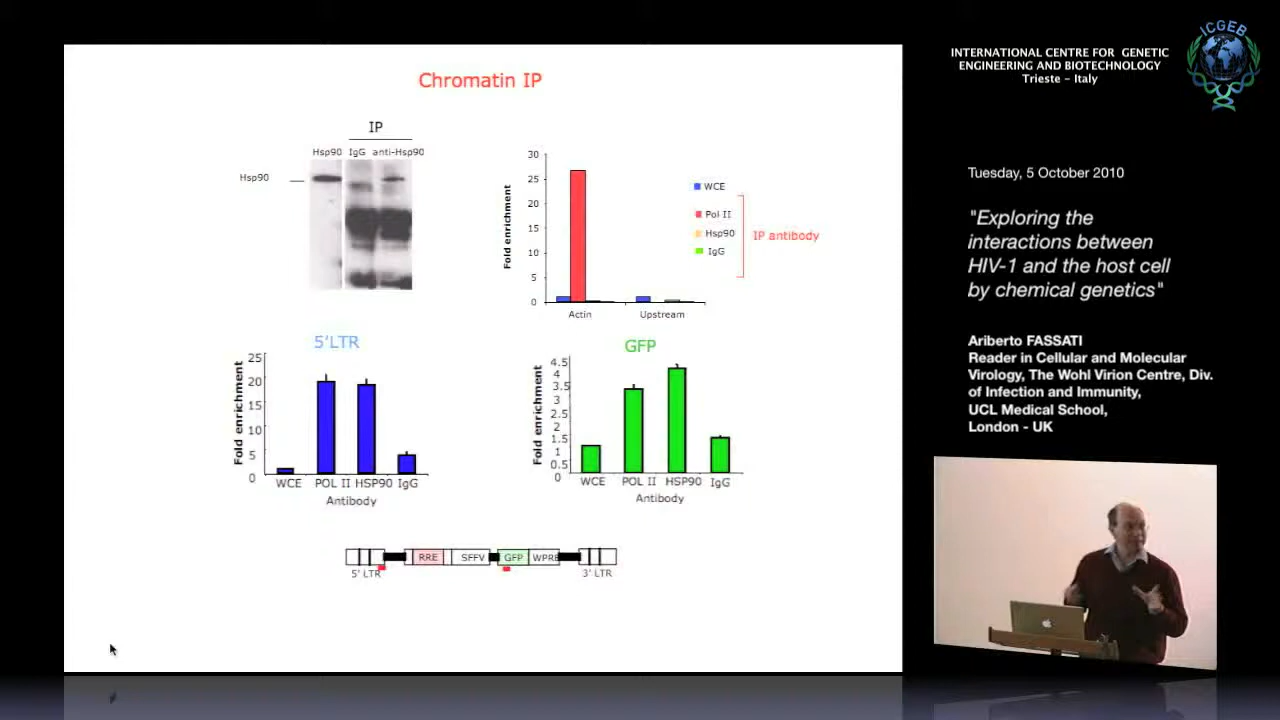 Chromatin IP
IP
Hsp90 IgG anti-Hsp90
Hsp90
30
25
20
15
10
5
0
Fold enrichment
Actin Upstream
WCE
Pol II
Hsp90
IgG
IP antibody
5'LTR
25
20
15
10
5
0
Fold enrichment
WCE POL II HSP90 IgG
Antibody
GFP
4.5
4
3.5
3
2.5
2
1.5
1
0.5
0
Fold enrichment
WCE POL II HSP90 IgG
Antibody
RRE SFFV GFP WPRE
5' LTR 3' LTR
INTERNATIONAL CENTRE FOR GENETIC
ENGINEERING AND BIOTECHNOLOGY
Trieste - Italy
ICGEB
Tuesday, 5 October 2010
"Exploring the
interactions between
HIV-1 and the host cell
by chemical genetics"
Ariberto FASSATI
Reader in Cellular and Molecular
Virology, The Wohl Virion Centre, Div.
of Infection and Immunity,
UCL Medical School,
London - UK